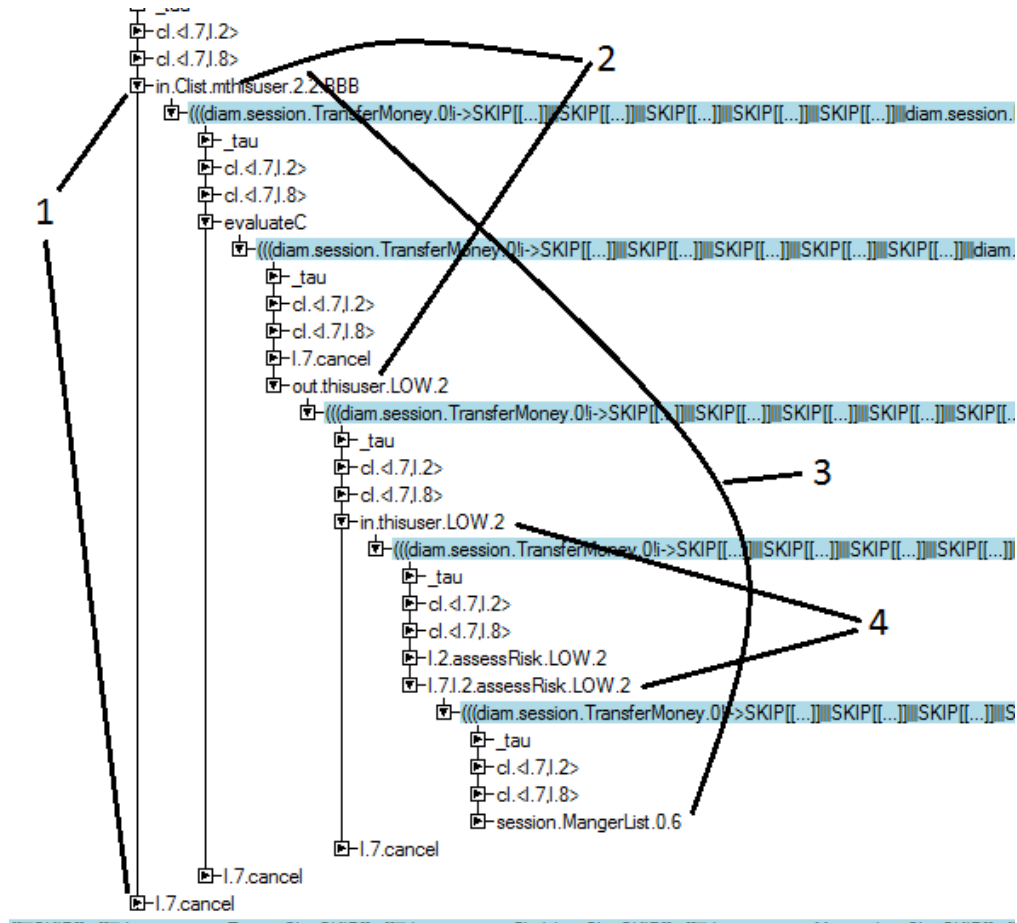 _tau
cl.<l.7,l.2>
cl.<l.7,l.8>
in.Clist.mthisuser.2.2.BBB
2
(((diam.session.TransferMoney.0!i->SKIP[[...]]|||SKIP[[...]]|||SKIP[[...]]|||SKIP[[...]]|||SKIP[[...]]|||diam.session.
_tau
cl.<l.7,l.2>
cl.<l.7,l.8>
1
evaluateC
(((diam.session.TransferMoney.0!i->SKIP[[...]]|||SKIP[[...]]|||SKIP[[...]]|||SKIP[[...]]|||SKIP[[...]]|||diam.
_tau
cl.<l.7,l.2>
cl.<l.7,l.8>
l.7.cancel
out.thisuser.LOW.2
(((diam.session.TransferMoney.0!i->SKIP[[...]]|||SKIP[[...]]|||SKIP[[...]]|||SKIP[[...]]|||SKIP[[..
_tau
cl.<l.7,l.2>
3
cl.<l.7,l.8>
in.thisuser.LOW.2
(((diam.session.TransferMoney.0!i->SKIP[[...]]|||SKIP[[...]]|||SKIP[[...]]|||SKIP[[...]]||
_tau
cl.<l.7,l.2>
cl.<l.7,l.8>
4
l.2.assessRisk.LOW.2
l.7.l.2.assessRisk.LOW.2
(((diam.session.TransferMoney.0!i->SKIP[[...]]|||SKIP[[...]]|||SKIP[[...]]|||S
_tau
cl.<l.7,l.2>
cl.<l.7,l.8>
session.MangerList.0.6
l.7.cancel
l.7.cancel
l.7.cancel